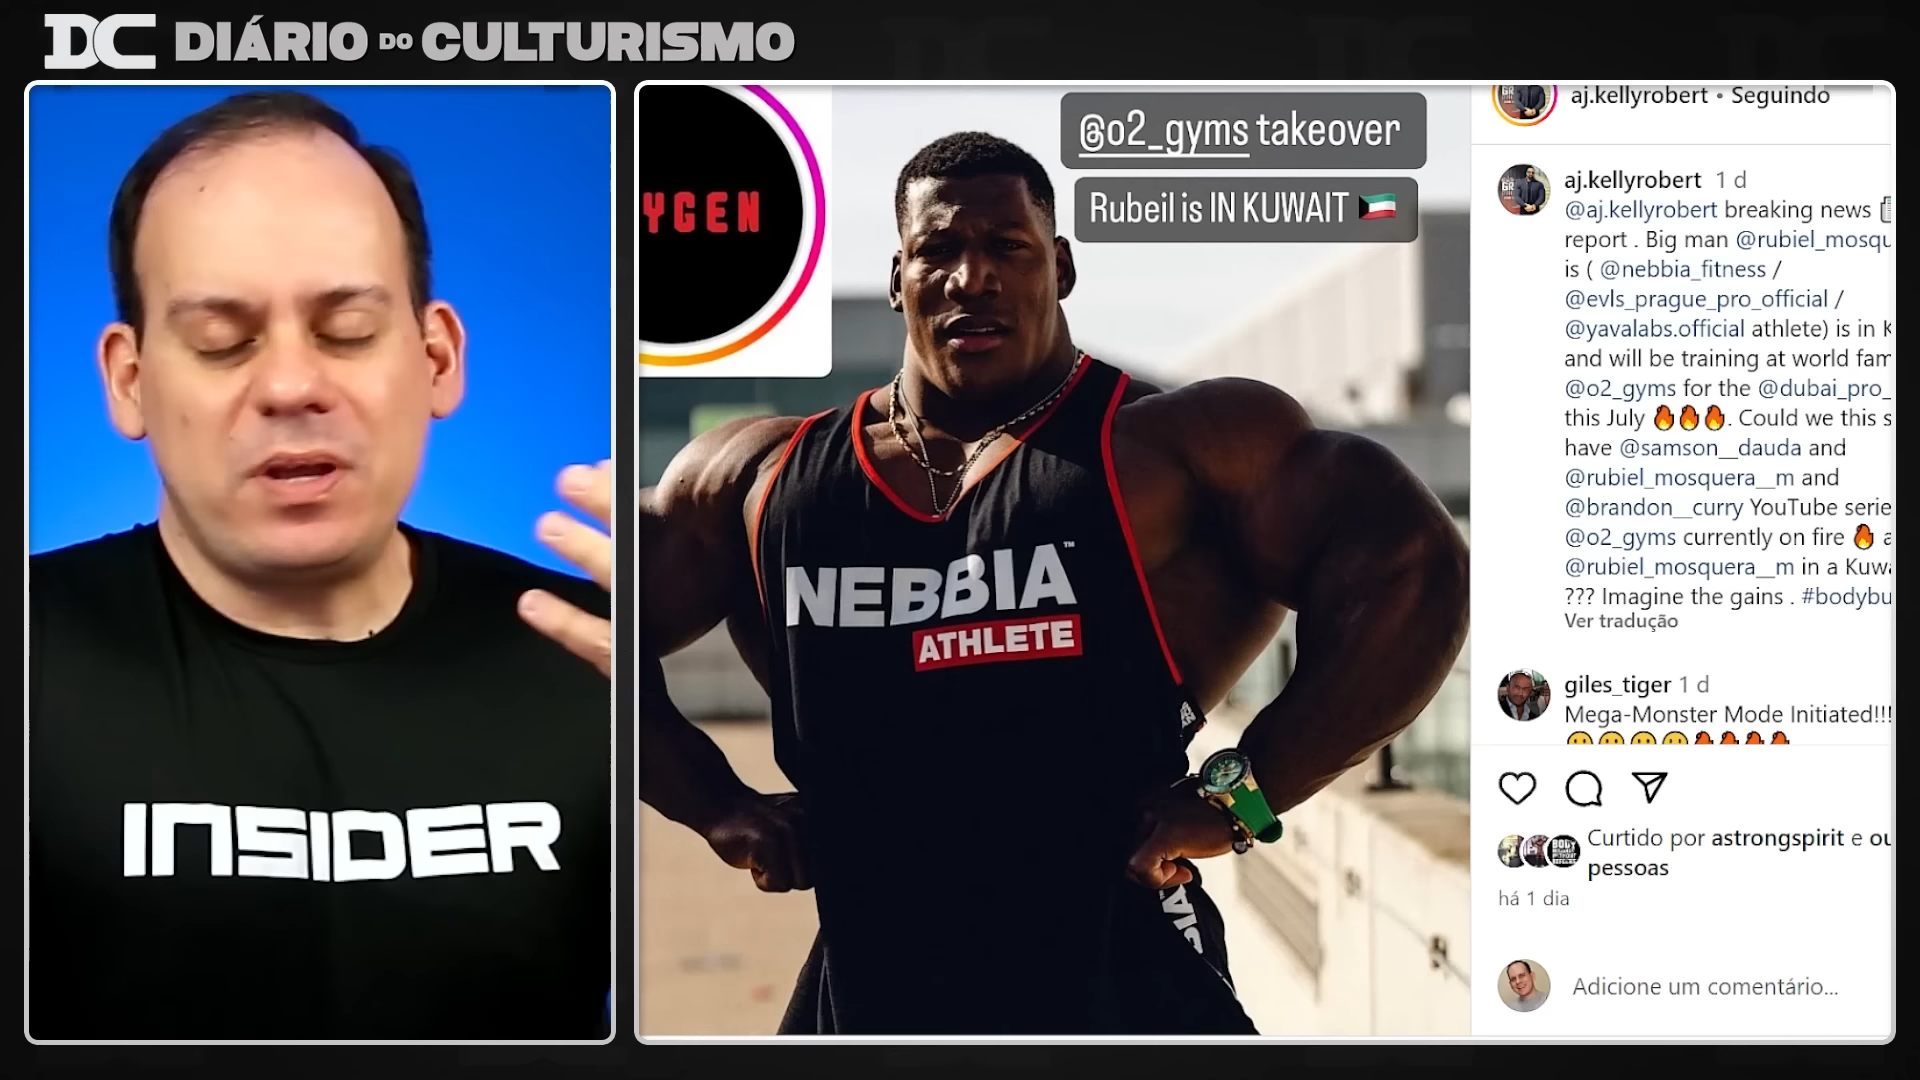 DC DIÁRIO DO CULTURISMO
INSIDER
YGEN
@o2_gyms takeover
Rubeil is IN KUWAIT
NEBBIA™
ATHLETE
aj.kellyrobert • Seguindo
aj.kellyrobert 1 d
@aj.kellyrobert breaking news
report . Big man @rubiel_mosqu
is ( @nebbia_fitness /
@evls_prague_pro_official /
@yavalabs.official athlete) is in K
and will be training at world fam
@o2_gyms for the @dubai_pro_
this July 🔥🔥🔥. Could we this s
have @samson__dauda and
@rubiel_mosquera__m and
@brandon__curry YouTube serie
@o2_gyms currently on fire 🔥 a
@rubiel_mosquera__m in a Kuwa
??? Imagine the gains . #bodybu
Ver tradução
giles_tiger 1 d
Mega-Monster Mode Initiated!!!
Curtido por astrongspirit e ou
pessoas
há 1 dia
Adicione um comentário...